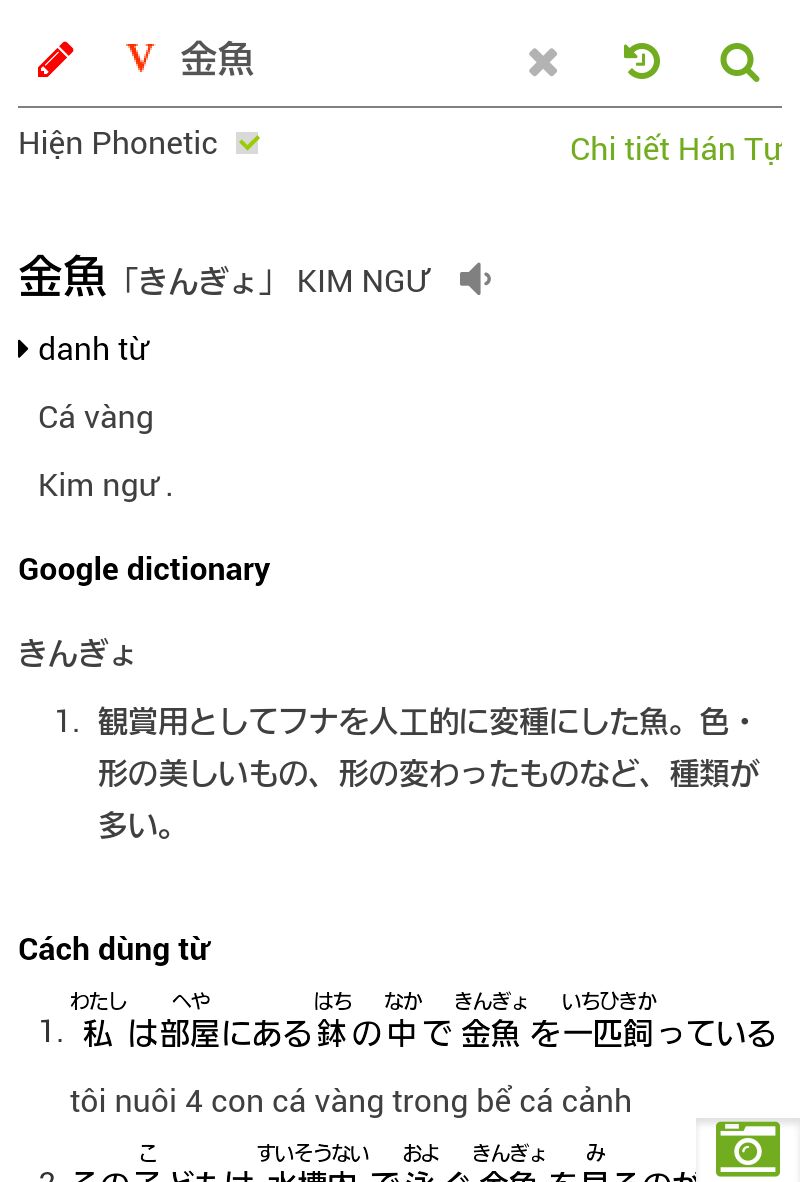 V 金魚
Hiện Phonetic
Chi tiết Hán Tự
金魚「きんぎょ」 KIM NGƯ
danh từ
Cá vàng
Kim ngư .
Google dictionary
きんぎょ
1. 観賞用としてフナを人工的に変種にした魚。色・
形の美しいもの、形の変わったものなど、種類が
多い。
Cách dùng từ
わたし へや はち なか きんぎょ いちひきか
1. 私は部屋にある鉢の中で金魚を一匹飼っている
tôi nuôi 4 con cá vàng trong bể cá cảnh
こ すいそうない およ きんぎょ み